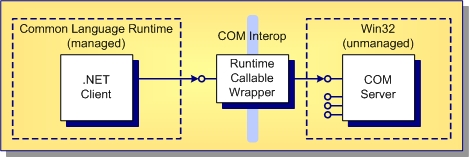 Common Language Runtime
(managed)
COM Interop
Win32
(unmanaged)
.NET
Client
Runtime
Callable
Wrapper
COM
Server